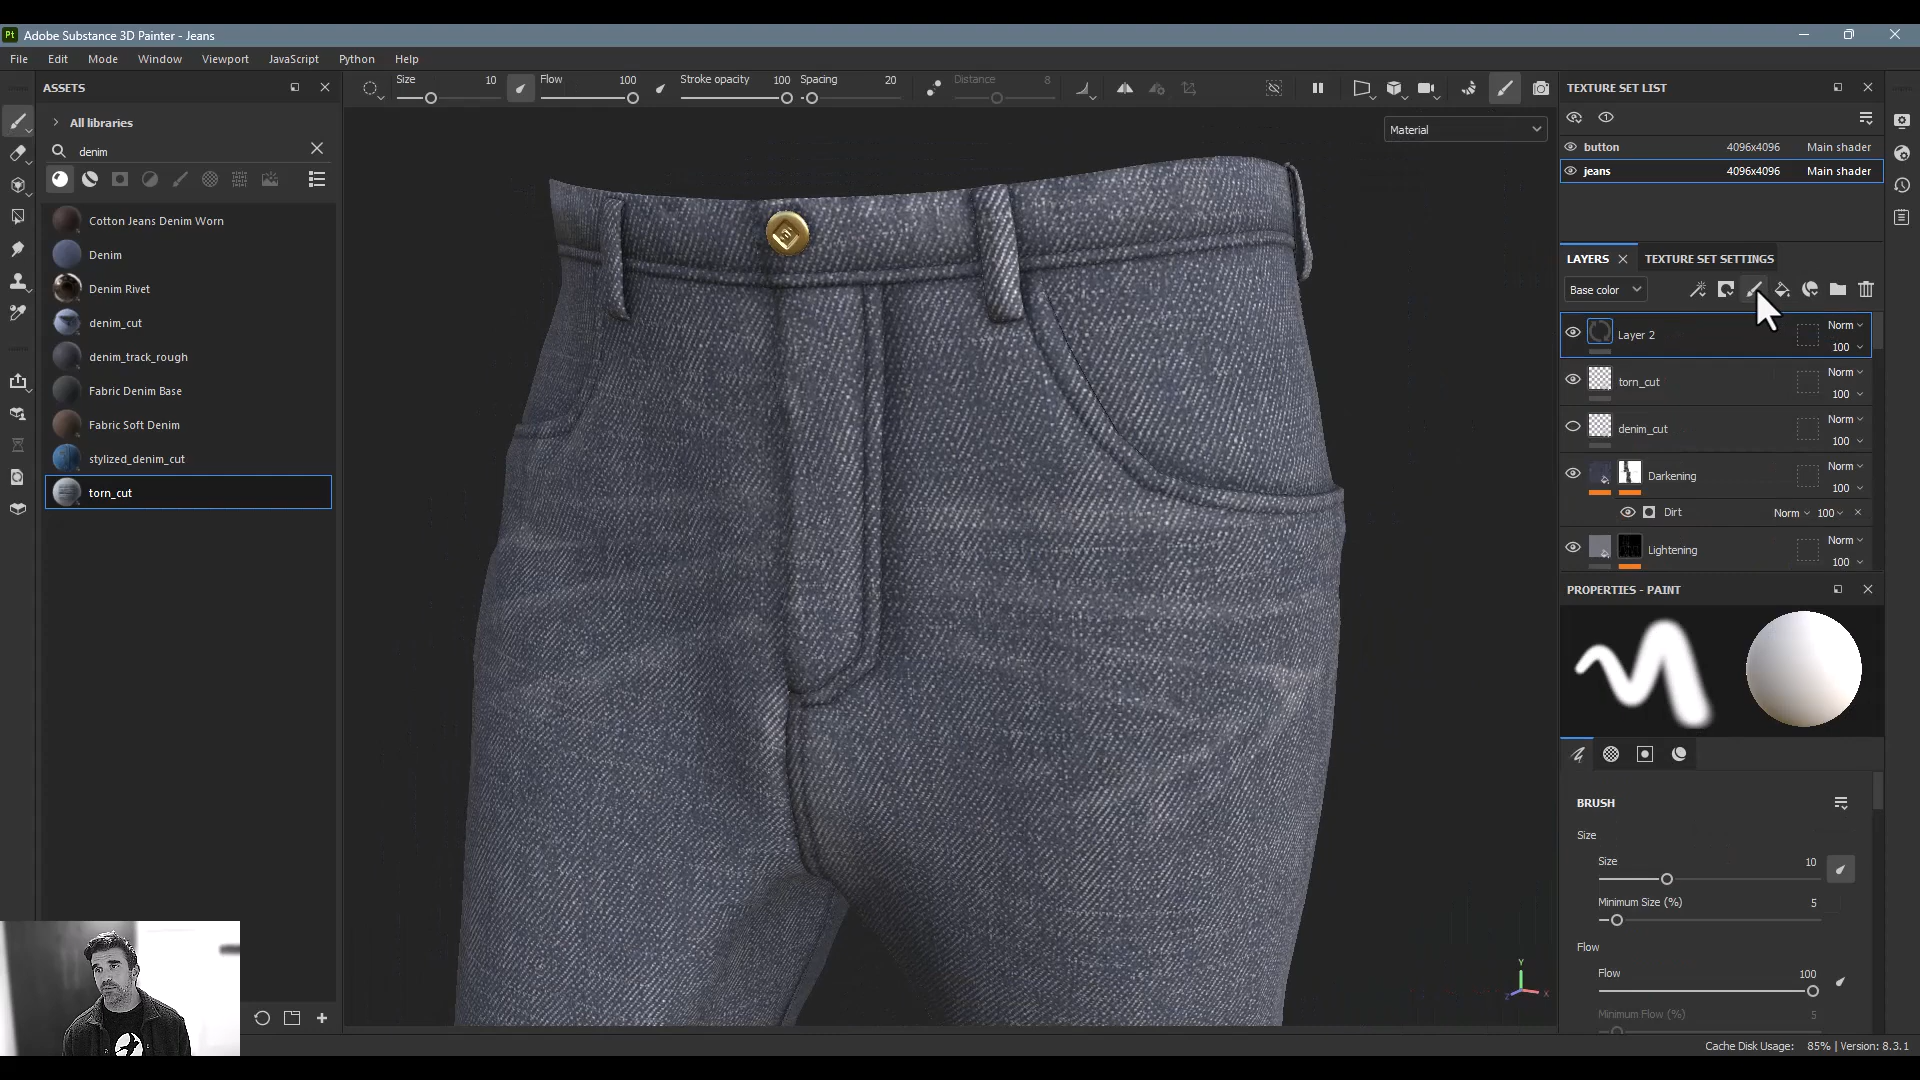 Pt Adobe Substance 3D Painter - Jeans
File Edit Mode Window Viewport JavaScript Python Help
ASSETS
All libraries
denim
Cotton Jeans Denim Worn
Denim
Denim Rivet
denim_cut
denim_track_rough
Fabric Denim Base
Fabric Soft Denim
stylized_denim_cut
torn_cut
Size 10 Flow 100 Stroke opacity 100 Spacing 20 Distance 8
Material
Y
Z
X
TEXTURE SET LIST
button 4096x4096 Main shader
jeans 4096x4096 Main shader
LAYERS TEXTURE SET SETTINGS
Base color
Layer 2 Norm 100
torn_cut Norm 100
denim_cut Norm 100
Darkening Norm 100
Dirt Norm 100
Lightening Norm 100
PROPERTIES - PAINT
BRUSH
Size
Size 10
Minimum Size (%) 5
Flow
Flow 100
Minimum Flow (%) 5
Cache Disk Usage: 85% | Version: 8.3.1